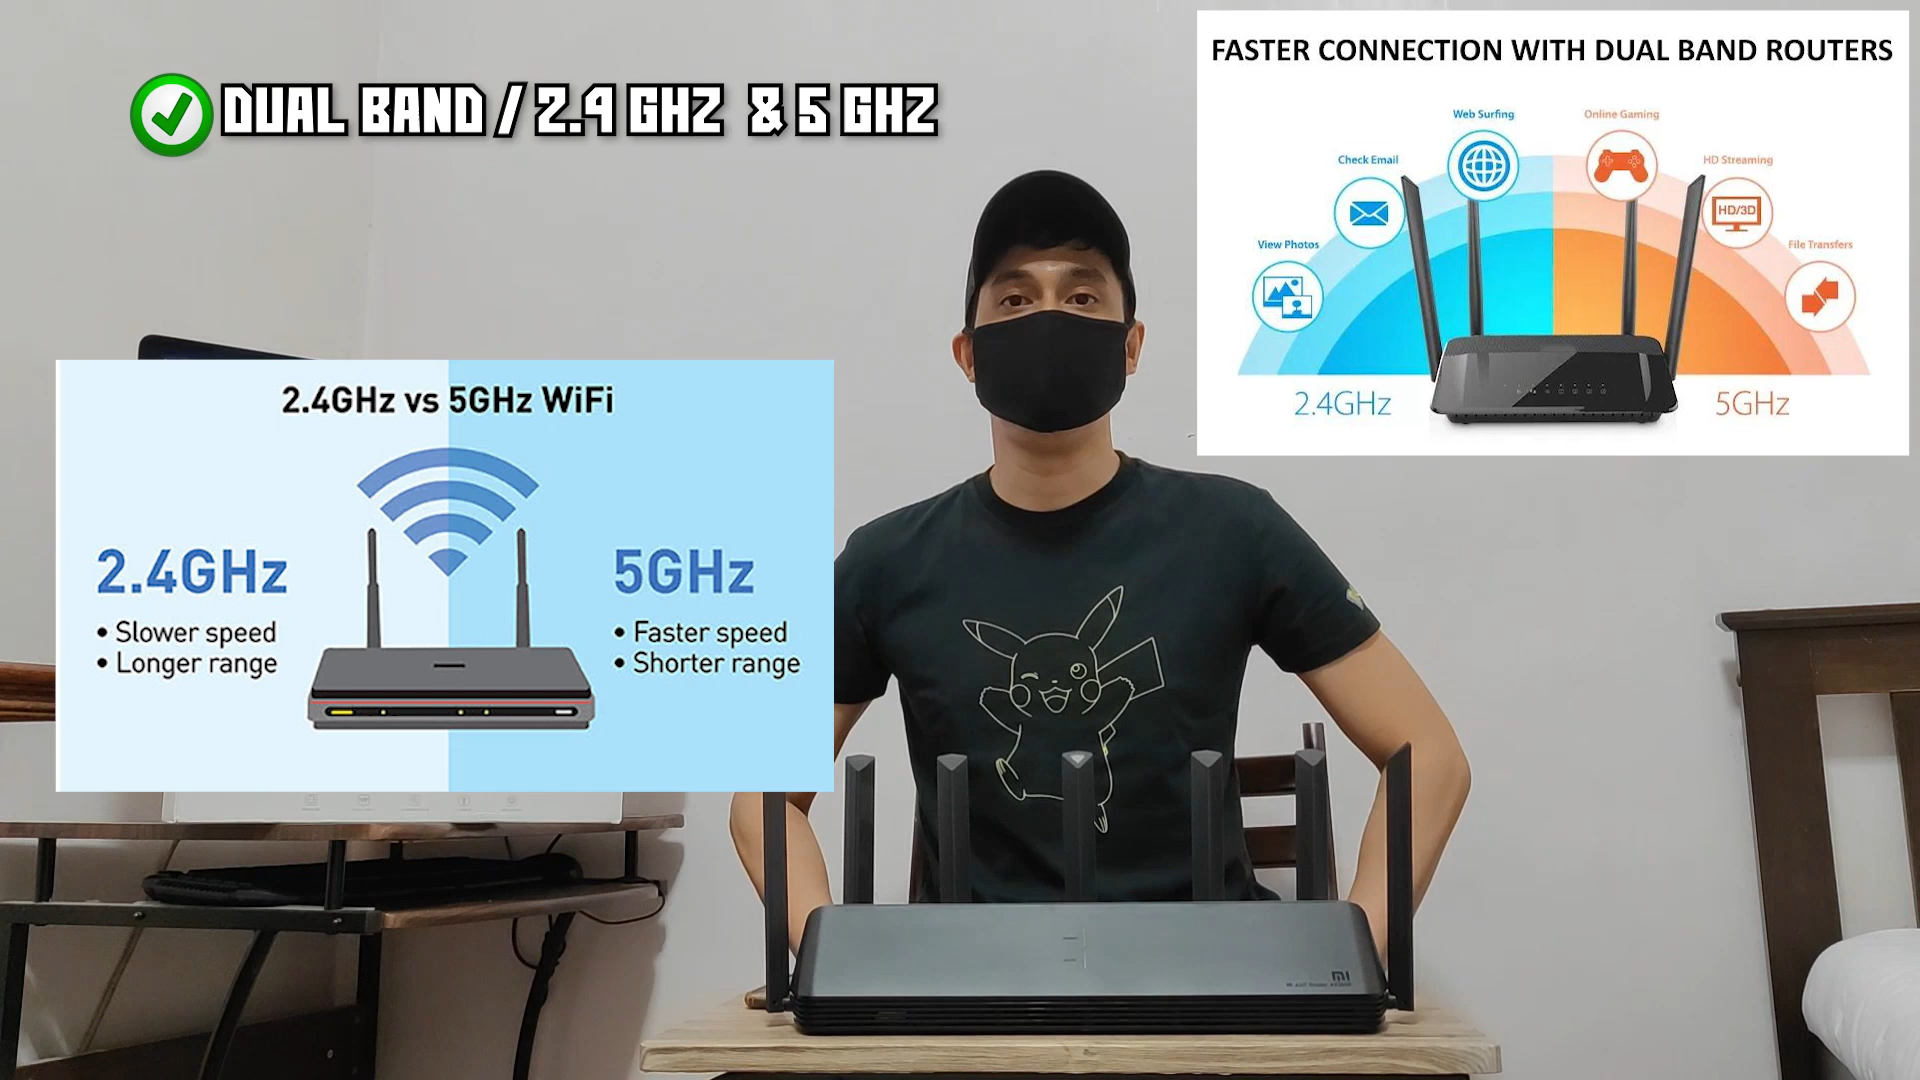 DUAL BAND / 2.4 GHZ & 5 GHZ
FASTER CONNECTION WITH DUAL BAND ROUTERS
Web Surfing
Online Gaming
Check Email
HD Streaming
HD/3D
View Photos
File Transfers
2.4GHz
5GHz
2.4GHz vs 5GHz WiFi
2.4GHz
• Slower speed
• Longer range
5GHz
• Faster speed
• Shorter range
MI